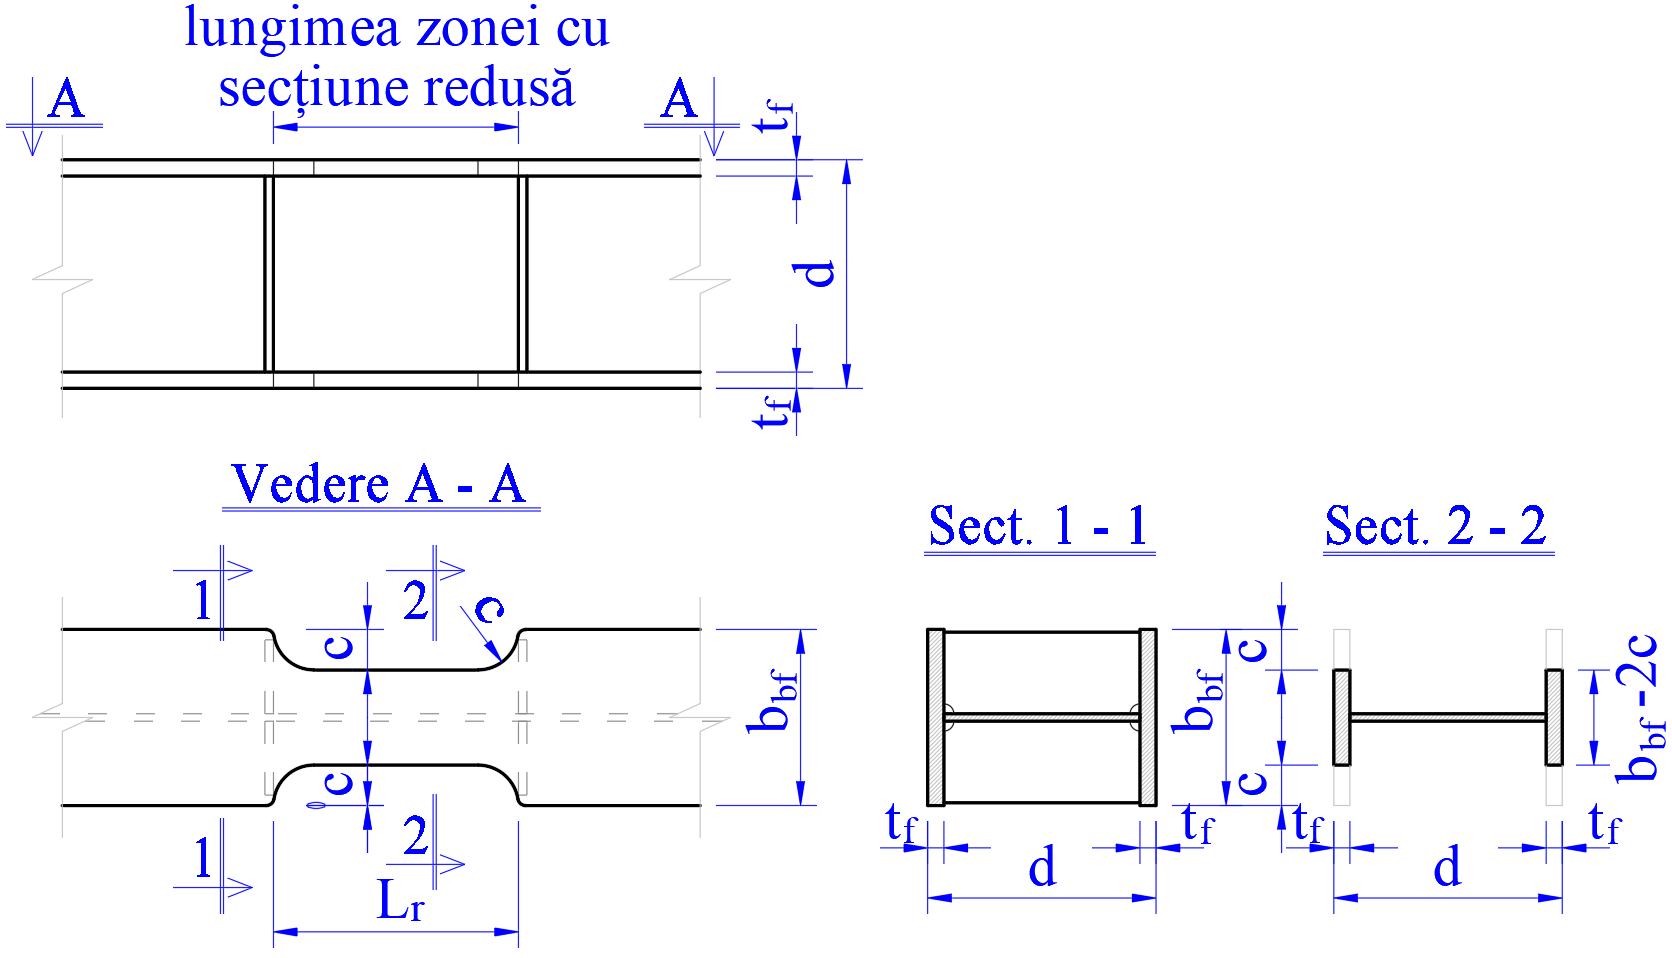 lungimea zonei cu
secțiune redusă
A
A
tf
d
tf
Vedere A - A
1
2
c
c
c
bbf
1
2
Lr
Sect. 1 - 1
bbf
tf
tf
d
Sect. 2 - 2
c
c
bbf-2c
tf
tf
d